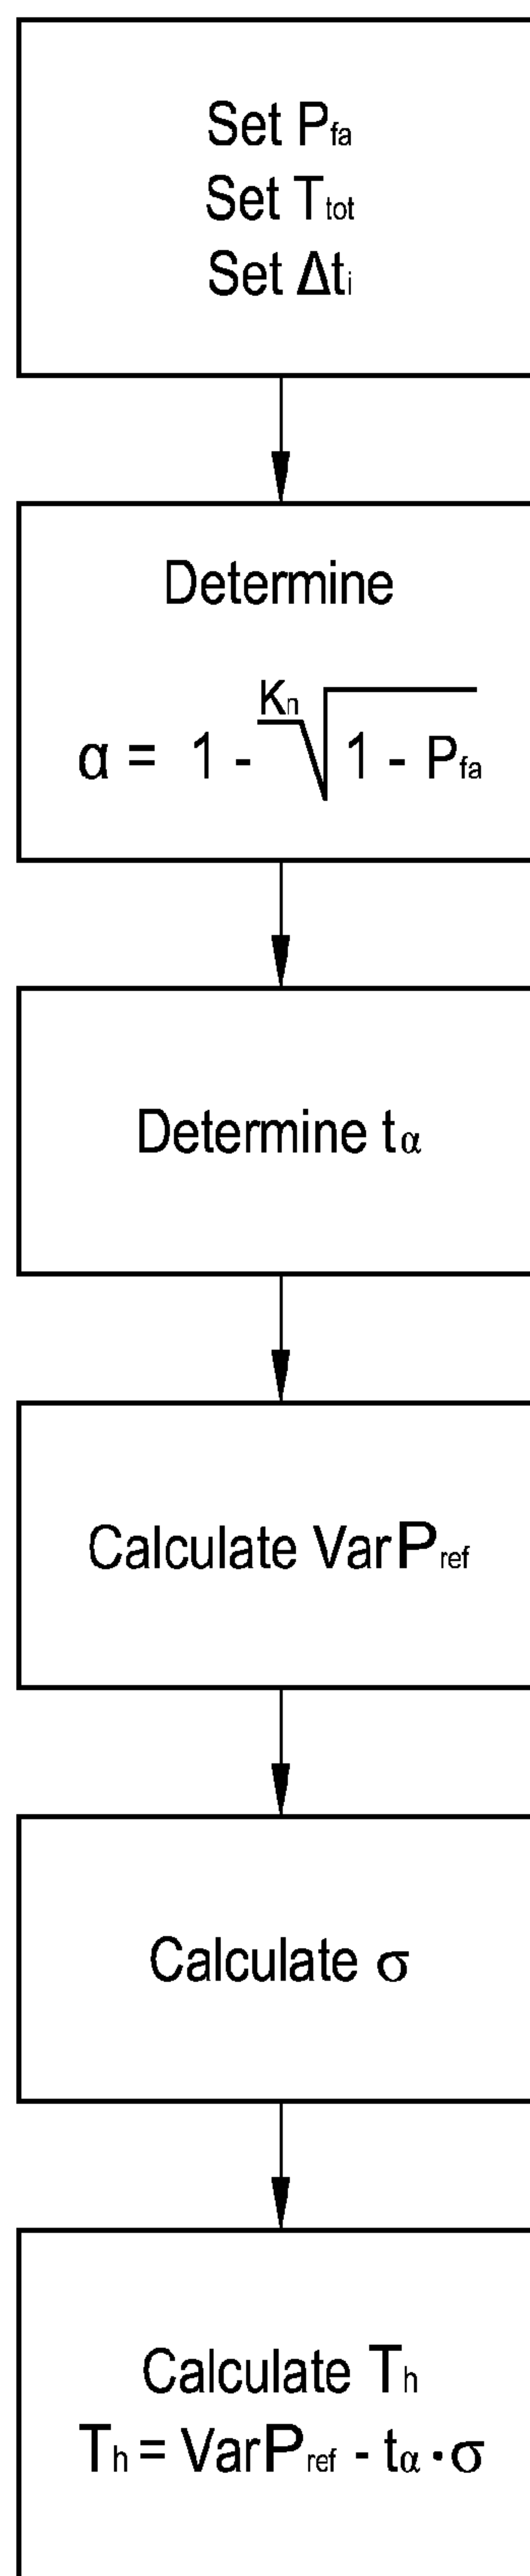 Set Pfa
Set Ttot
Set Δti
Determine
α = 1 - Kn√1 - Pfa
Determine tα
Calculate VarPref
Calculate σ
Calculate Th
Th = VarPref - tα · σ